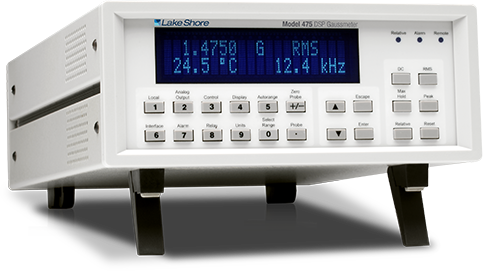 LakeShore Model 475 DSP Gaussmeter
1.4750 G RMS
24.5 °C 12.4 kHz
Relative Alarm Remote
DC RMS
Local Analog Output Control Display Autorange Zero Probe Escape Max Hold Peak
1 2 3 4 5 +/–
Interface Alarm Relay Units Select Range Probe Enter Relative Reset
6 7 8 9 0 .